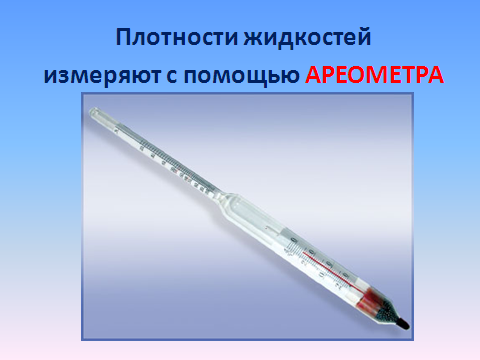 Плотности жидкостей
измеряют с помощью АРЕОМЕТРА